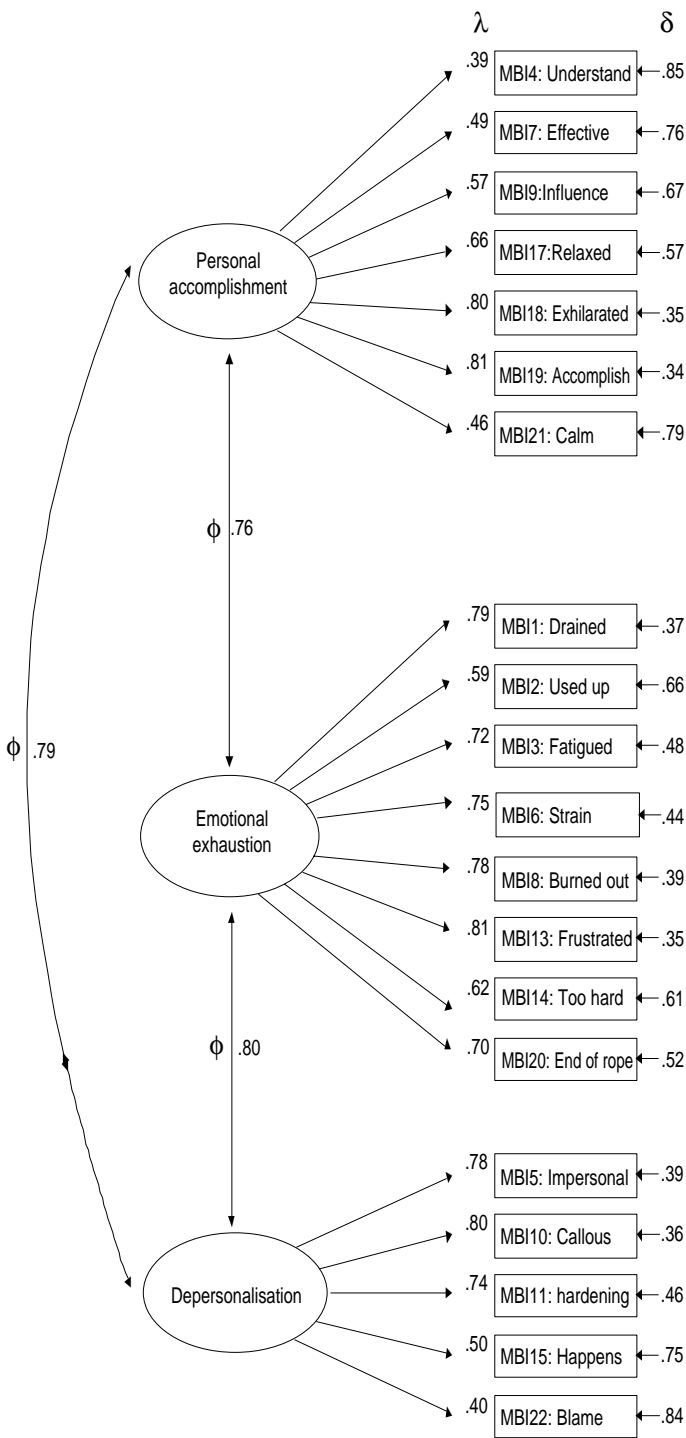 λ δ
.39 MBI4: Understand .85
.49 MBI7: Effective .76
.57 MBI9:Influence .67
Personal
accomplishment
.66 MBI17:Relaxed .57
.80 MBI18: Exhilarated .35
.81 MBI19: Accomplish .34
.46 MBI21: Calm .79
ϕ .76
.79 MBI1: Drained .37
.59 MBI2: Used up .66
.72 MBI3: Fatigued .48
ϕ .79
.75 MBI6: Strain .44
Emotional
exhaustion
.78 MBI8: Burned out .39
.81 MBI13: Frustrated .35
.62 MBI14: Too hard .61
ϕ .80
.70 MBI20: End of rope .52
.78 MBI5: Impersonal .39
.80 MBI10: Callous .36
Depersonalisation
.74 MBI11: hardening .46
.50 MBI15: Happens .75
.40 MBI22: Blame .84